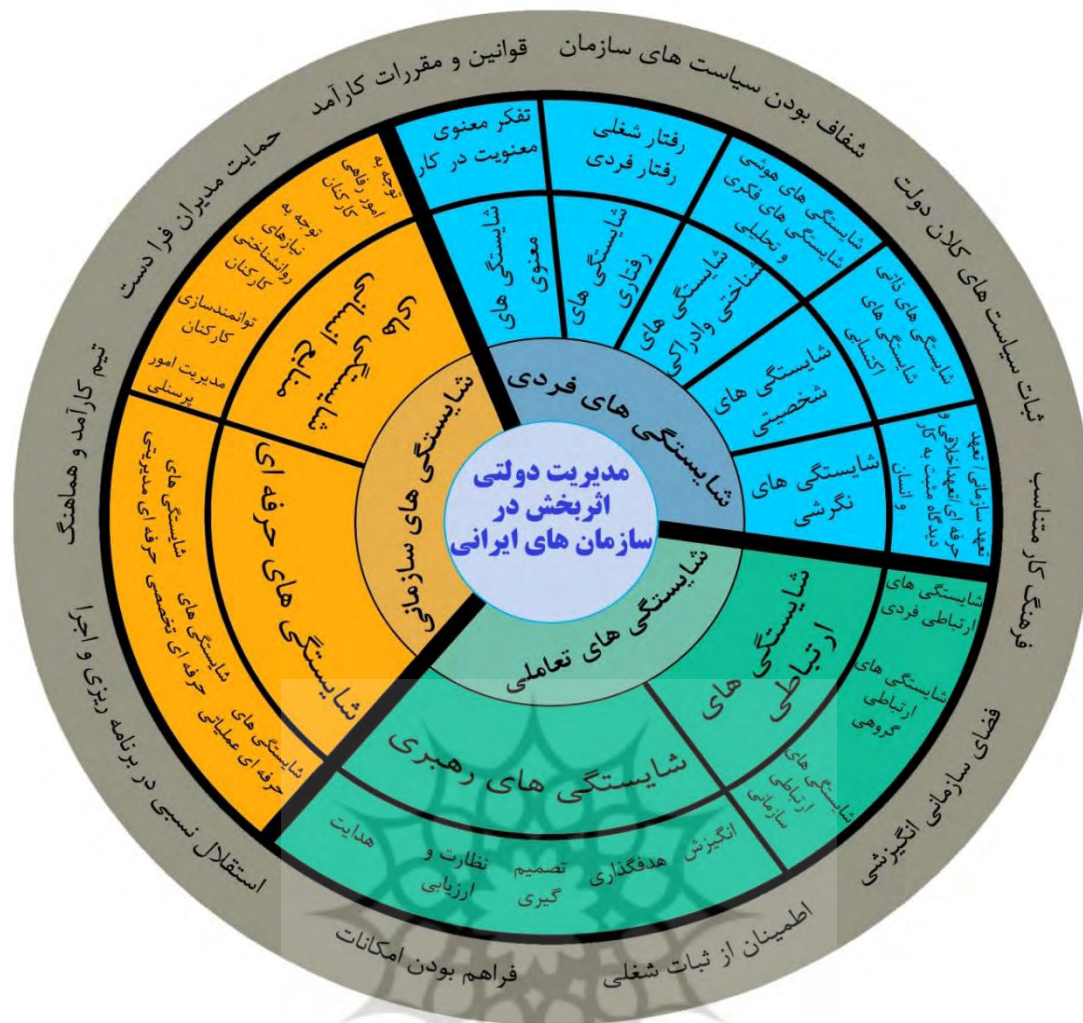 قوانین و مقررات کارآمد
شفاف بودن سیاست های سازمان
ثبات سیاست های کلان دولت
فرهنگ کار متناسب
فضای سازمانی انگیزشی
اطمینان از ثبات شغلی
فراهم بودن امکانات
استقلال نسبی در برنامه ریزی و اجرا
تیم کارآمد و هماهنگ
حمایت مدیران فرا دست
مدیریت دولتی
اثربخش در
سازمان های ایرانی
شایستگی های فردی
شایستگی های
معنوی
تفکر معنوی
معنویت در کار
شایستگی های
رفتاری
رفتار شغلی
رفتار فردی
شایستگی های
شناختی وادراکی
شایستگی های هوشی
شایستگی های فکری
و تحلیلی
شایستگی های
شخصیتی
شایستگی های ذاتی
شایستگی های
اکتسابی
شایستگی های
نگرشی
تعهد سازمانی/ تعهد
حرفه ای/تعهداخلاقی و
دیدگاه مثبت به کار
و انسان
شایستگی های تعاملی
شایستگی های
ارتباطی
شایستگی های
ارتباطی فردی
شایستگی های
ارتباطی
گروهی
شایستگی های
ارتباطی
سازمانی
شایستگی های رهبری
انگیزش
هدفگذاری
تصمیم
گیری
نظارت و
ارزیابی
هدایت
شایستگی های سازمانی
شایستگی های حرفه ای
شایستگی های
حرفه ای عملیاتی
شایستگی های
حرفه ای تخصصی
شایستگی های
حرفه ای مدیریتی
شایستگی های
منابع انسانی
مدیریت امور
پرسنلی
توانمندسازی
کارکنان
توجه به
نیازهای
روانشناختی
کارکنان
توجه به
امور رفاهی
کارکنان